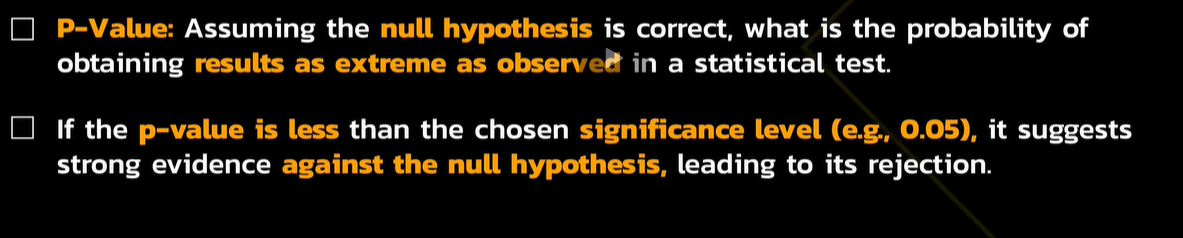 P-Value: Assuming the null hypothesis is correct, what is the probability of
obtaining results as extreme as observed in a statistical test.
If the p-value is less than the chosen significance level (e.g., 0.05), it suggests
strong evidence against the null hypothesis, leading to its rejection.